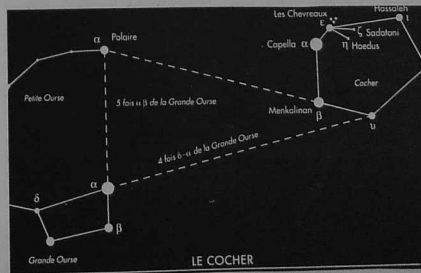 Hassaleh
ι
Les Chevreaux
ε
ζ Sadatoni
η Hoedus
Capella α
Cocher
Polaire
α
Petite Ourse
5 fois α β de la Grande Ourse
Menkalinan
β
υ
4 fois δ-α de la Grande Ourse
α
δ
β
Grande Ourse
LE COCHER